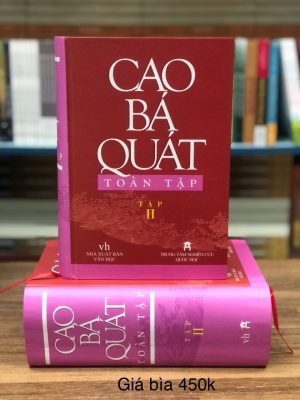 CAO
BÁ
QUÁT
TOÀN TẬP
TẬP
II
vh
NHÀ XUẤT BẢN
VĂN HỌC
TRUNG TÂM NGHIÊN CỨU
QUỐC HỌC
CAO
BÁ
QUÁT
TOÀN TẬP
TẬP
II
vh
Giá bìa 450k